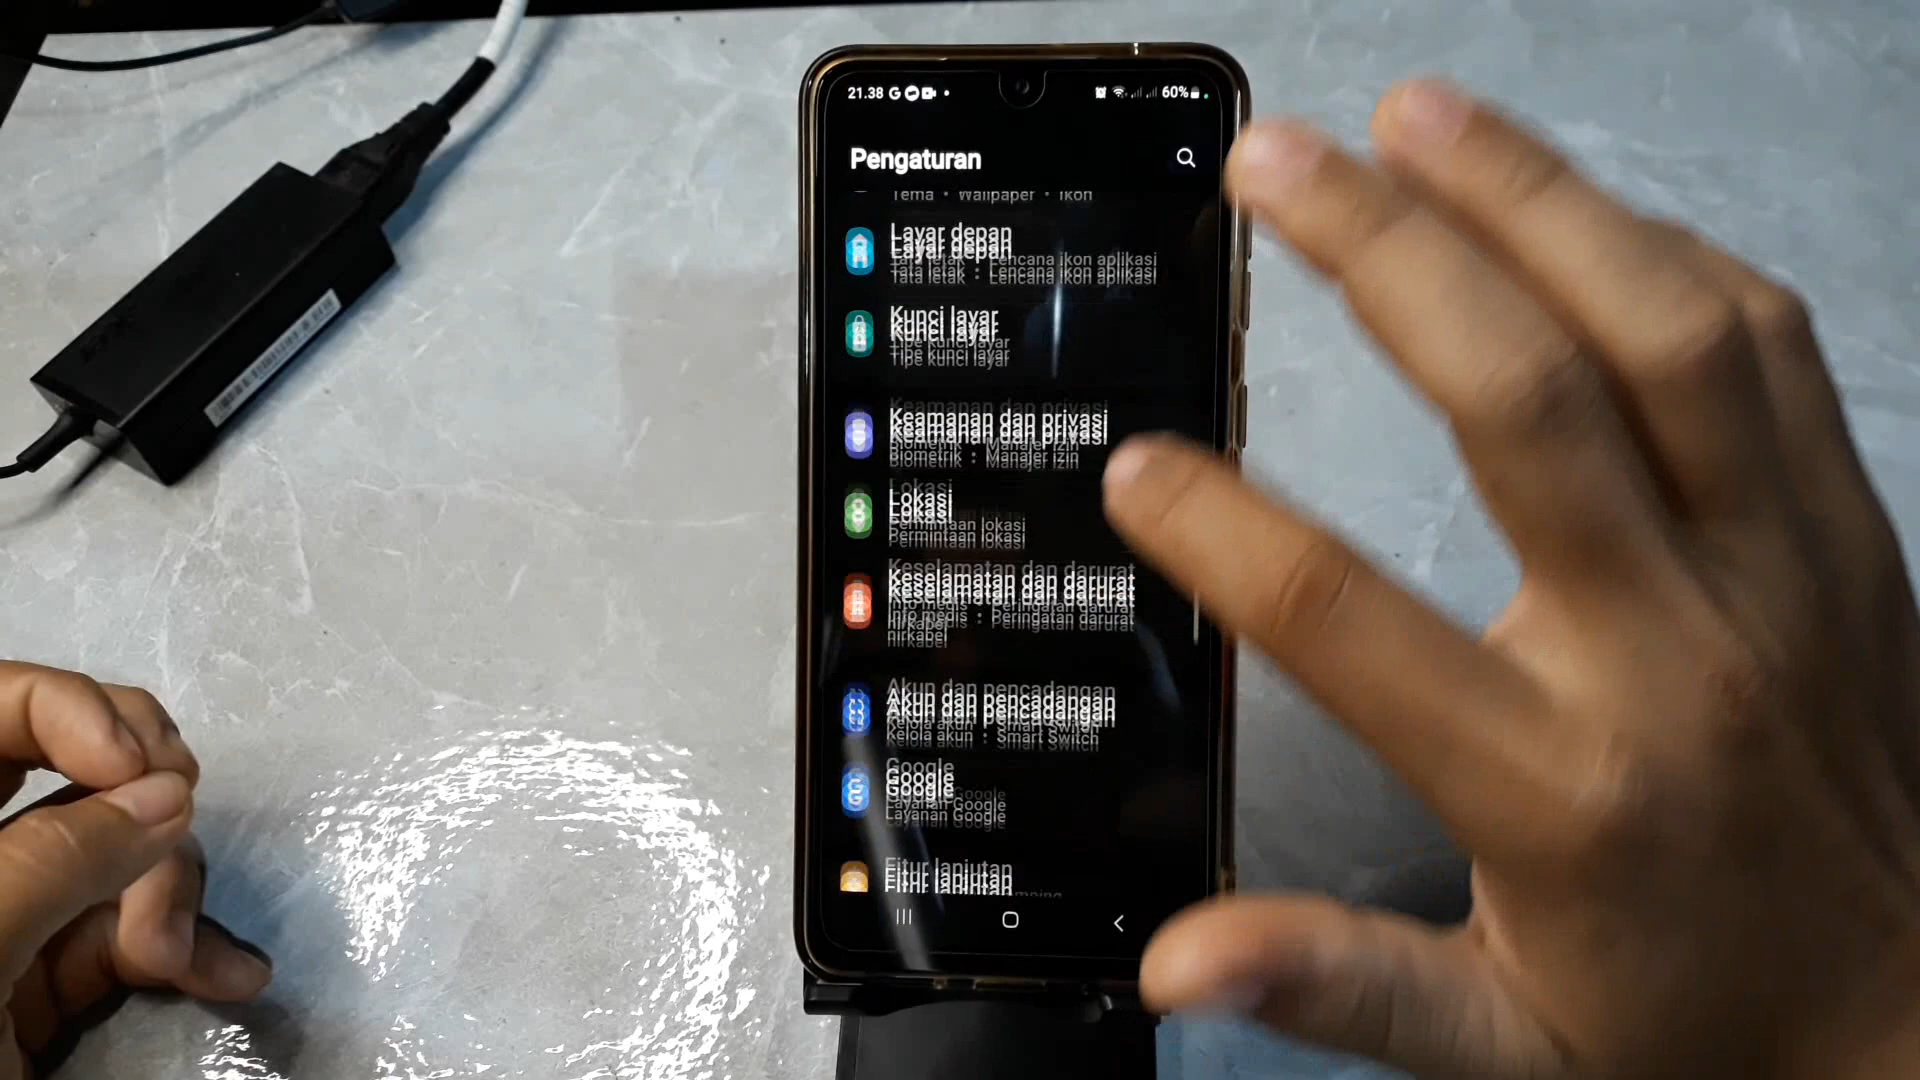 21.38
60%
Pengaturan
Tema • Wallpaper • Ikon
Layar depan
Tata letak • Lencana ikon aplikasi
Kunci layar
Tipe kunci layar
Keamanan dan privasi
Biometrik • Manajer izin
Lokasi
Permintaan lokasi
Keselamatan dan darurat
Info medis • Peringatan darurat
nirkabel
Akun dan pencadangan
Kelola akun • Smart Switch
Google
Layanan Google
Fitur lanjutan